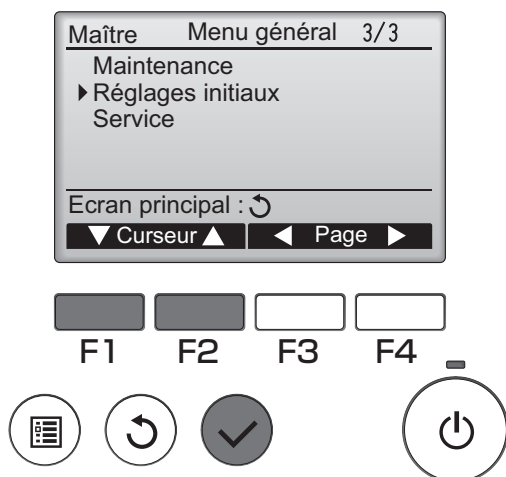 Maître Menu général 3/3
Maintenance
Réglages initiaux
Service
Ecran principal :
Curseur Page
F1 F2 F3 F4